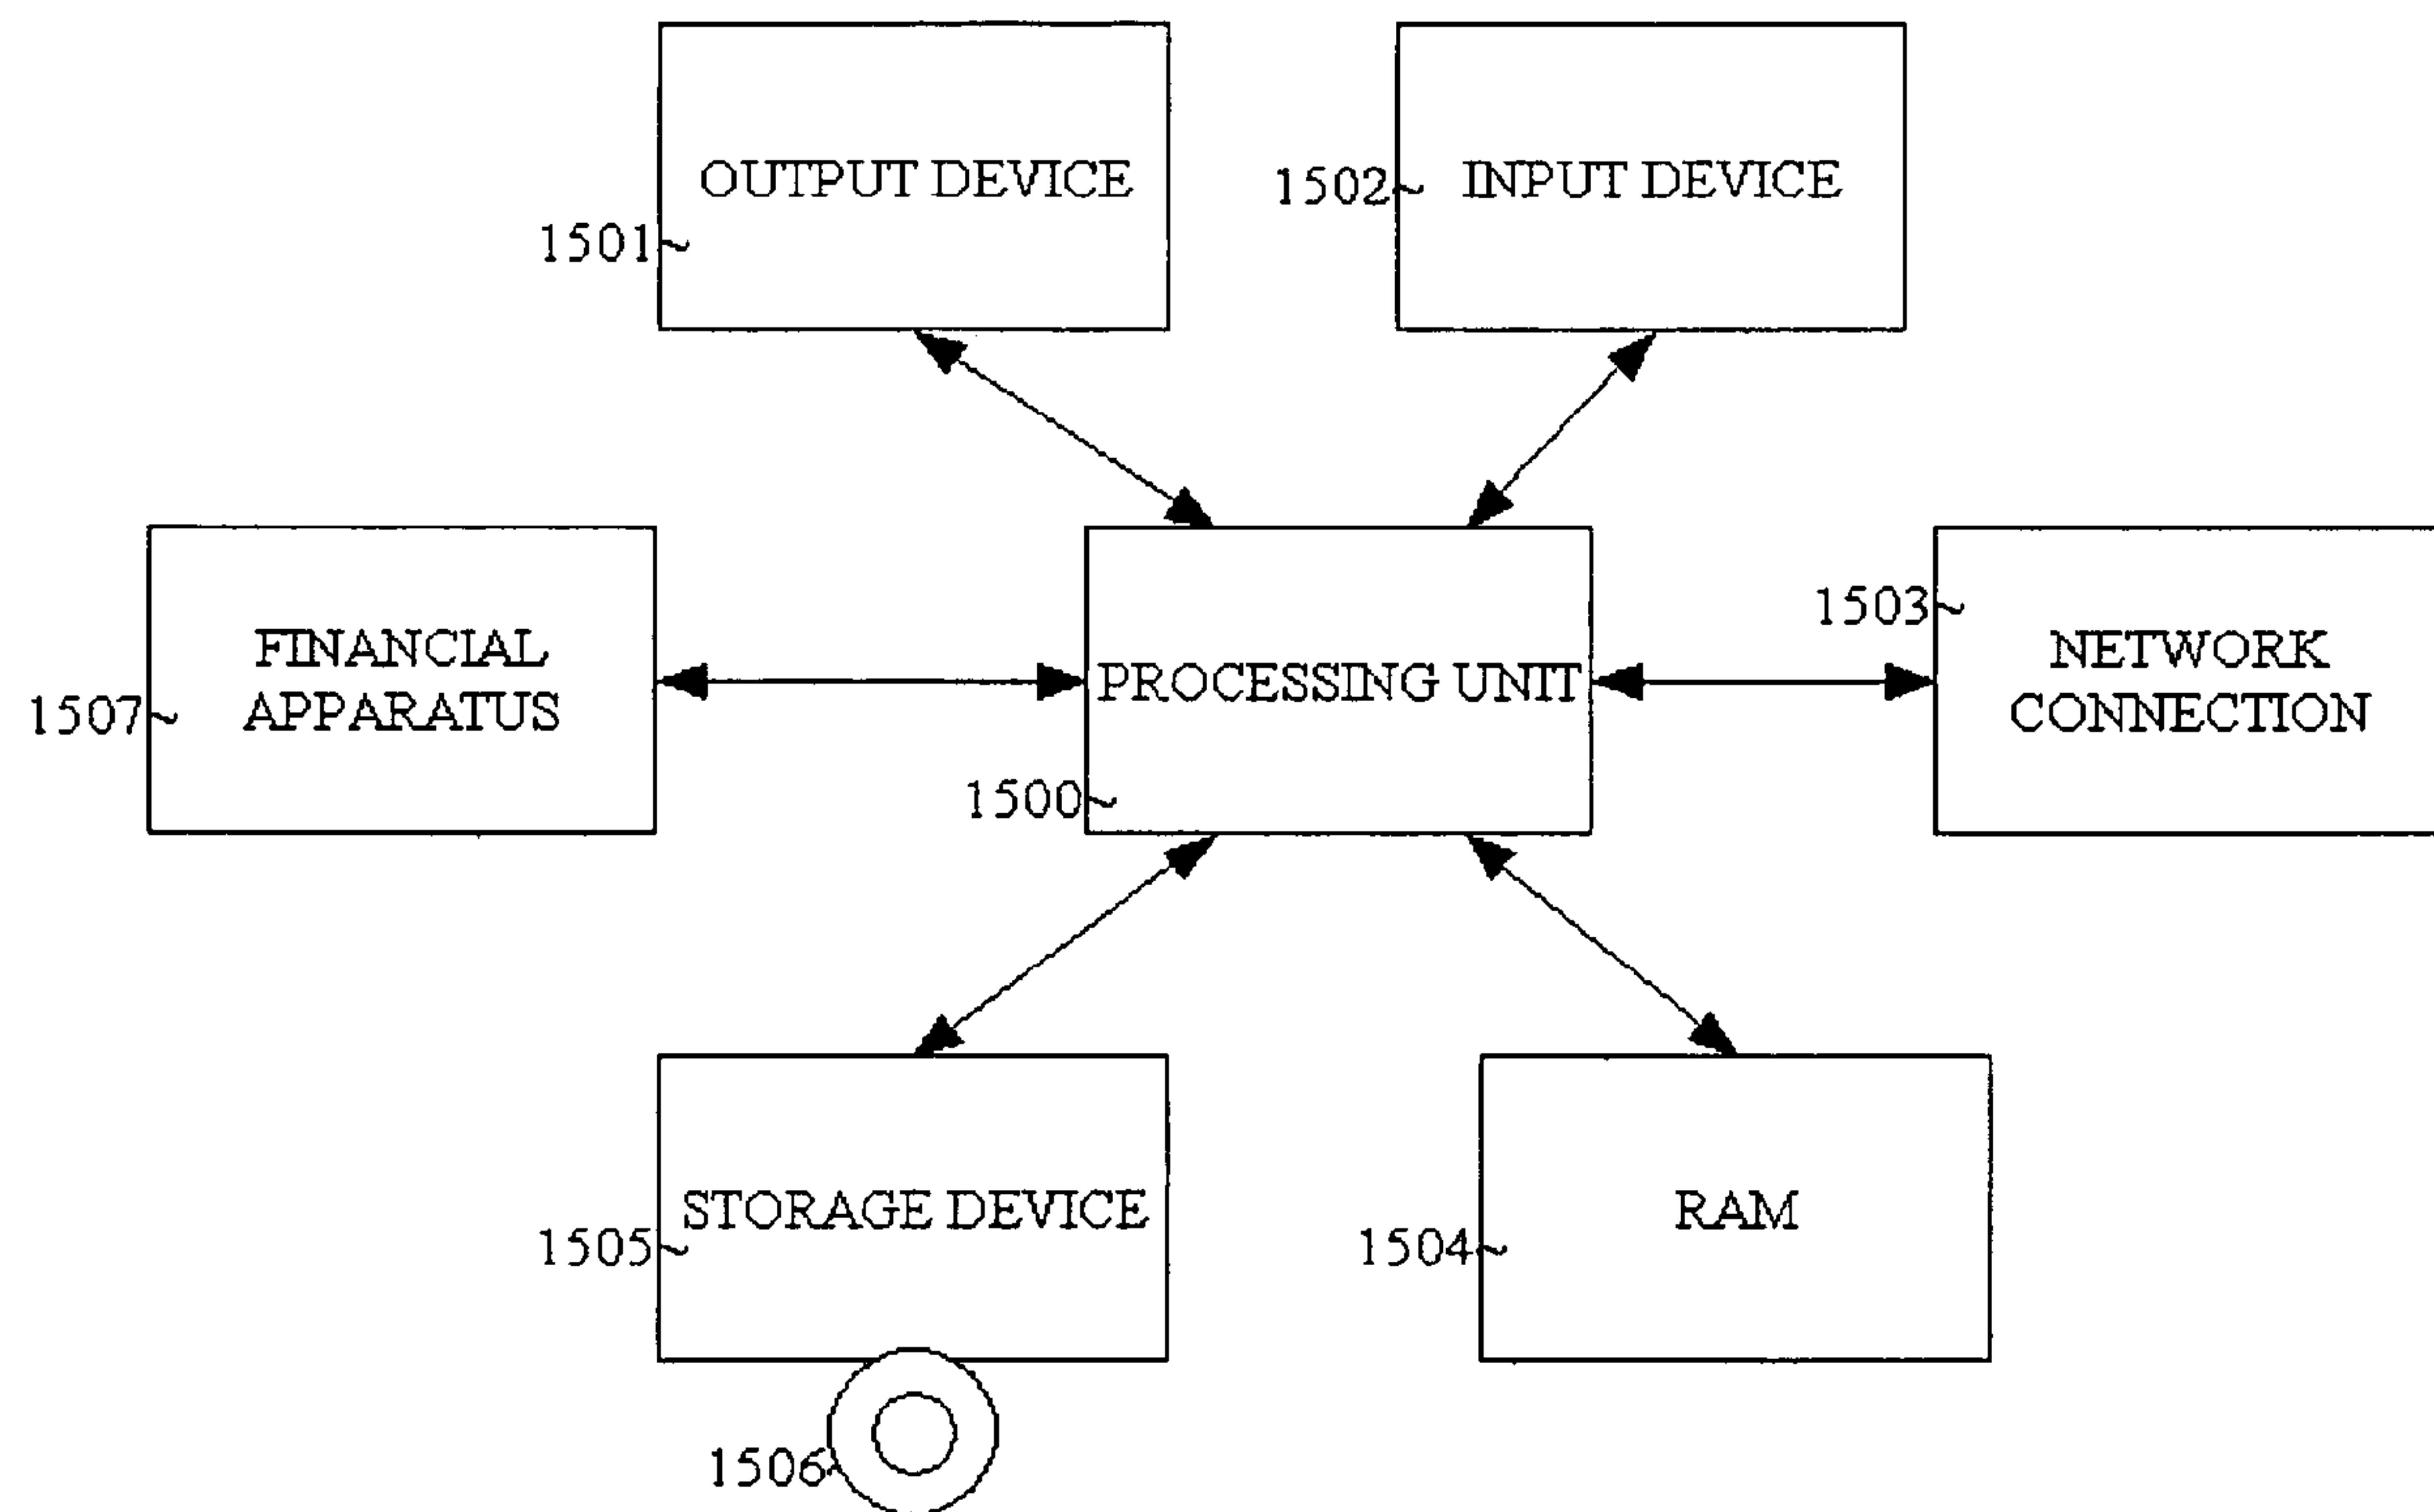 OUTPUT DEVICE
1501
1502
INPUT DEVICE
FINANCIAL
APPARATUS
1507
PROCESSING UNIT
1500
1503
NETWORK
CONNECTION
STORAGE DEVICE
1505
RAM
1504
1506